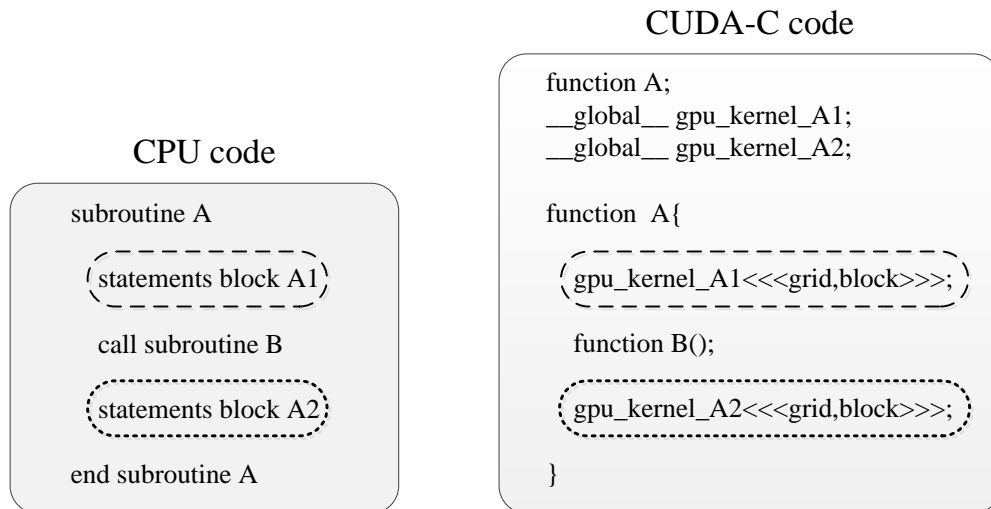 CPU code
subroutine A
statements block A1
call subroutine B
statements block A2
end subroutine A
CUDA-C code
function A;
__global__ gpu_kernel_A1;
__global__ gpu_kernel_A2;
function A{
gpu_kernel_A1<<<grid,block>>>;
function B();
gpu_kernel_A2<<<grid,block>>>;
}